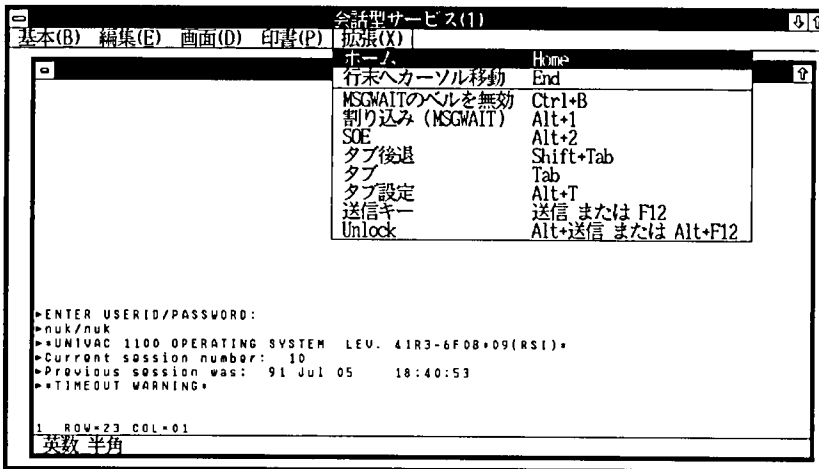 会話型サービス(1)
基本(B) 編集(E) 画面(D) 印書(P) 拡張(X)
ホーム Home
行末へカーソル移動 End
MSGWAITのベルを無効 Ctrl+B
割り込み (MSGWAIT) Alt+1
SOE Alt+2
タブ後退 Shift+Tab
タブ Tab
タブ設定 Alt+T
送信キー 送信 または F12
Unlock Alt+送信 または Alt+F12
►ENTER USERID/PASSWORD:
►nuk/nuk
►*UNIVAC 1100 OPERATING SYSTEM LEV. 41R3-6F08*09(RSI)*
►Current session number: 10
►Previous session was: 91 Jul 05 18:40:53
►*TIMEOUT WARNING*
1 ROW=23 COL=01
英数 半角